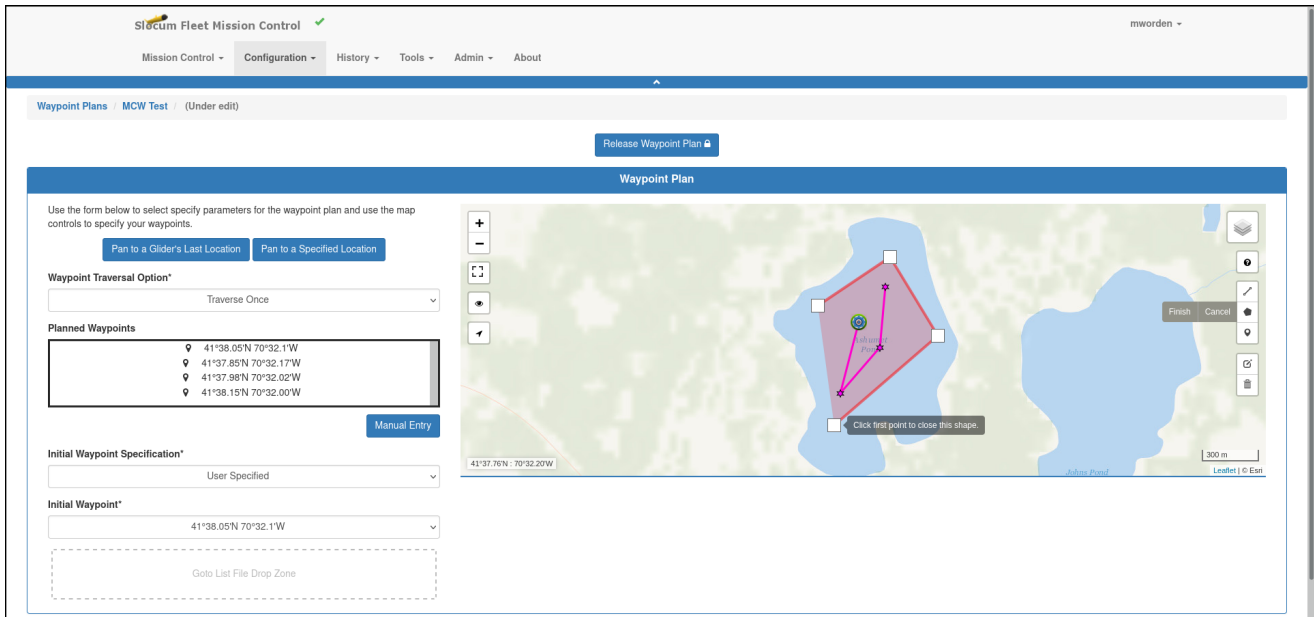 Slocum Fleet Mission Control
mworden
Mission Control Configuration History Tools Admin About
Waypoint Plans / MCW Test / (Under edit)
Release Waypoint Plan
Waypoint Plan
Use the form below to select specify parameters for the waypoint plan and use the map
controls to specify your waypoints.
Pan to a Glider's Last Location Pan to a Specified Location
Waypoint Traversal Option*
Traverse Once
Planned Waypoints
41°38.05'N 70°32.1'W
41°37.85'N 70°32.17'W
41°37.98'N 70°32.02'W
41°38.15'N 70°32.00'W
Manual Entry
Initial Waypoint Specification*
User Specified
Initial Waypoint*
41°38.05'N 70°32.1'W
Goto List File Drop Zone
+
−
Finish Cancel
Ashumet
Pond
Click first point to close this shape.
41°37.76'N : 70°32.20'W
Johns Pond
300 m
Leaflet | © Esri